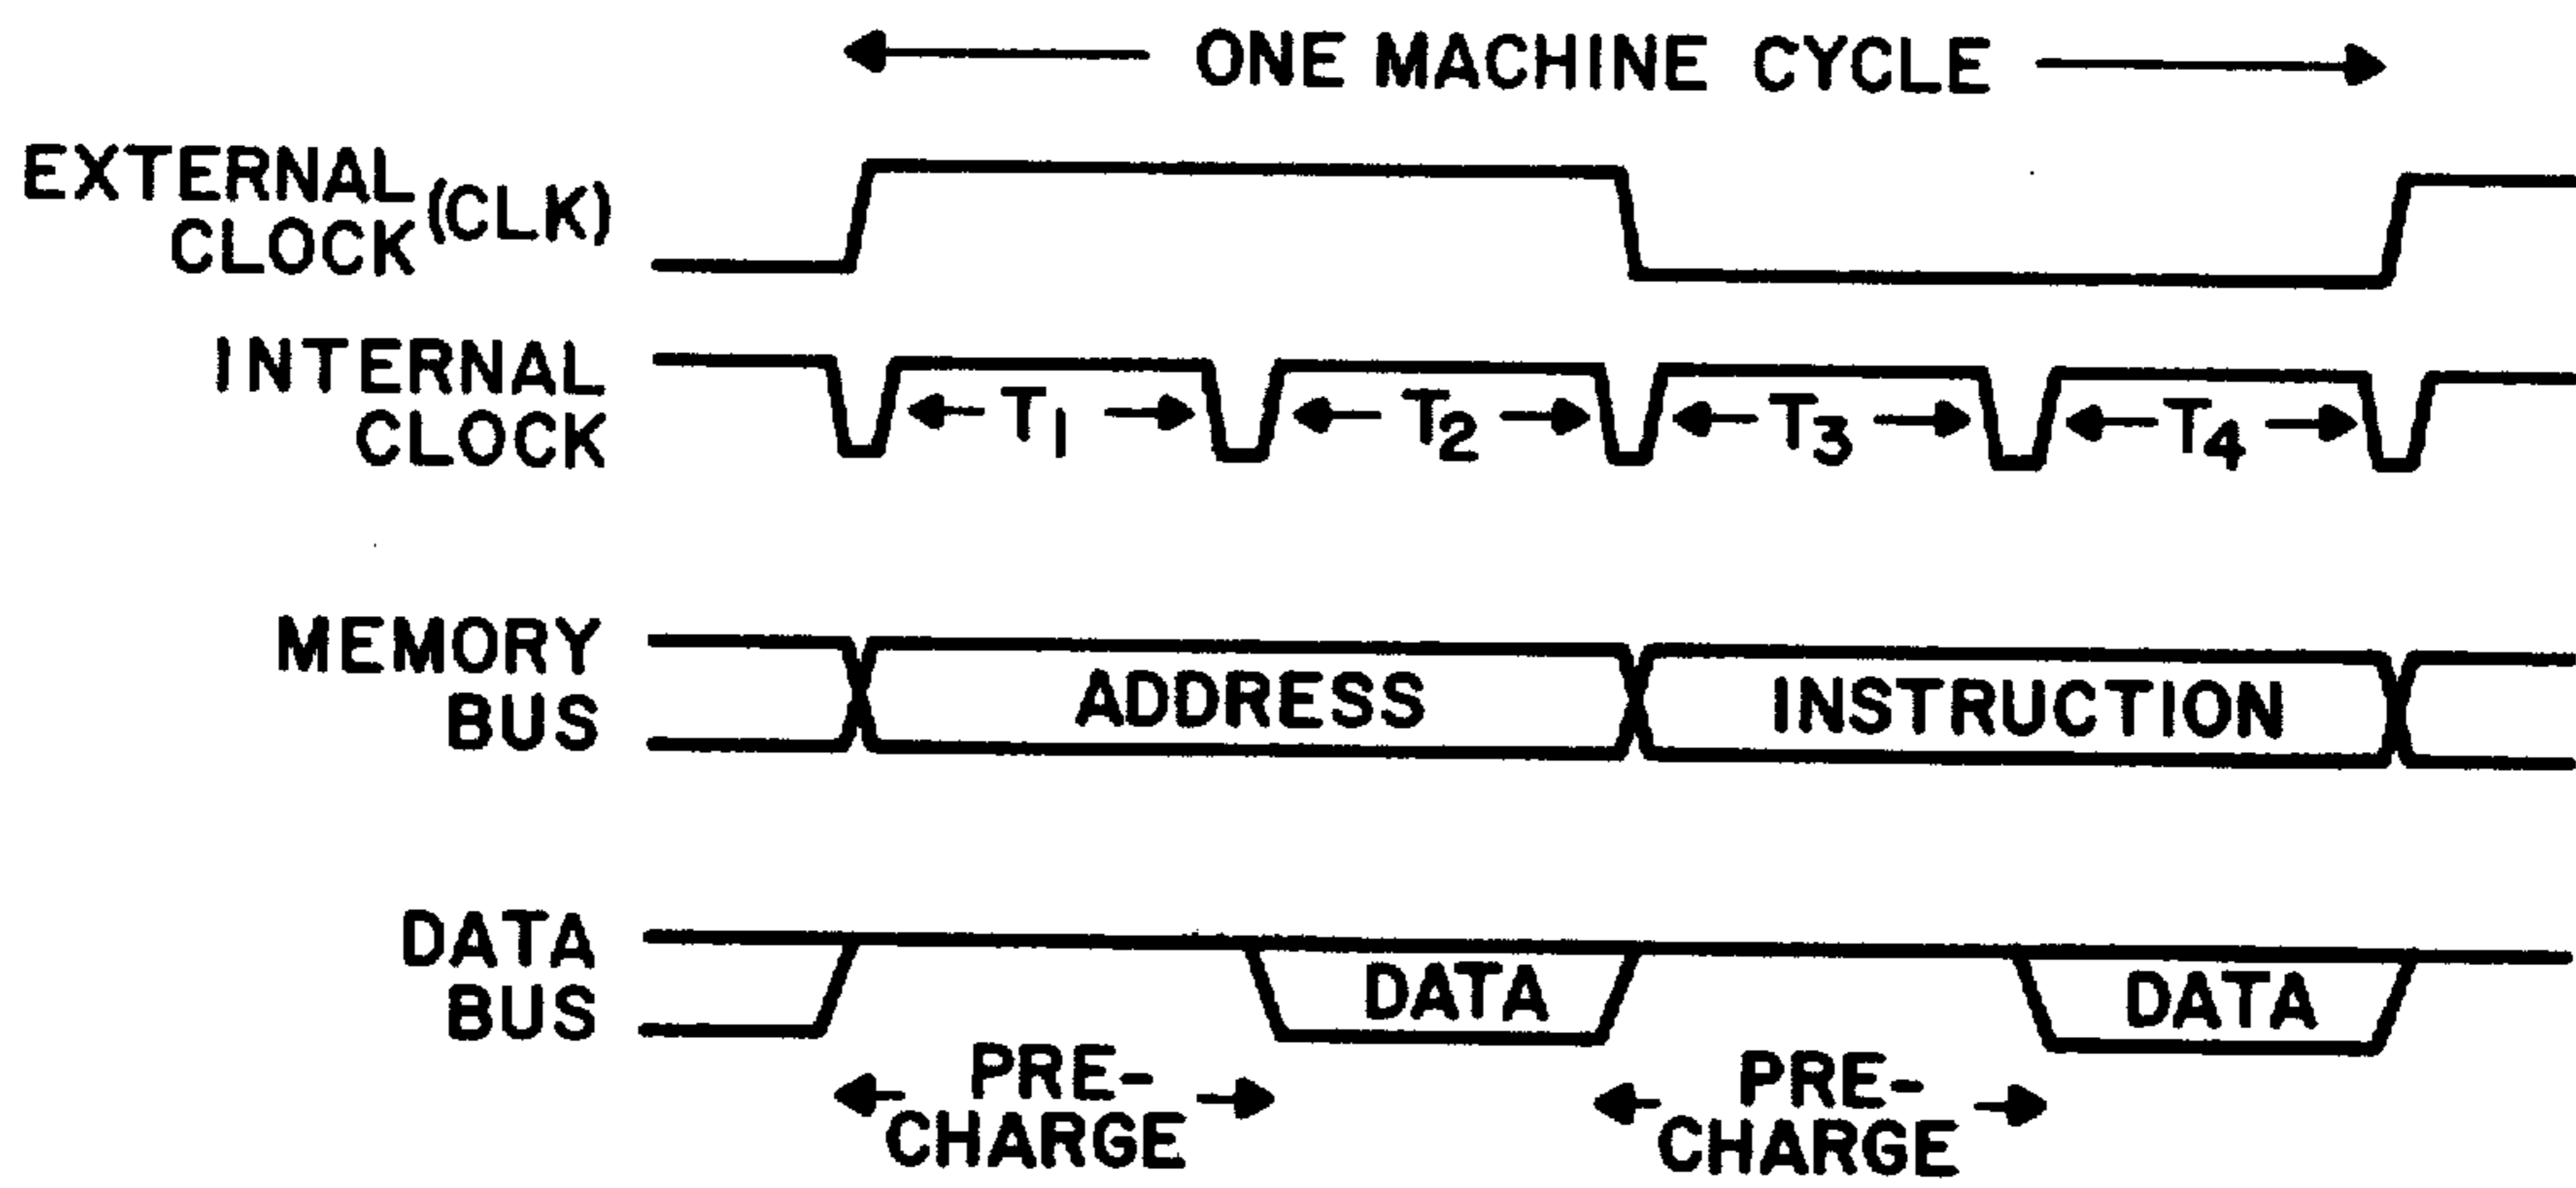 ONE MACHINE CYCLE
EXTERNAL
CLOCK (CLK)
INTERNAL
CLOCK
T1
T2
T3
T4
MEMORY
BUS
ADDRESS
INSTRUCTION
DATA
BUS
DATA
DATA
PRE-
CHARGE
PRE-
CHARGE